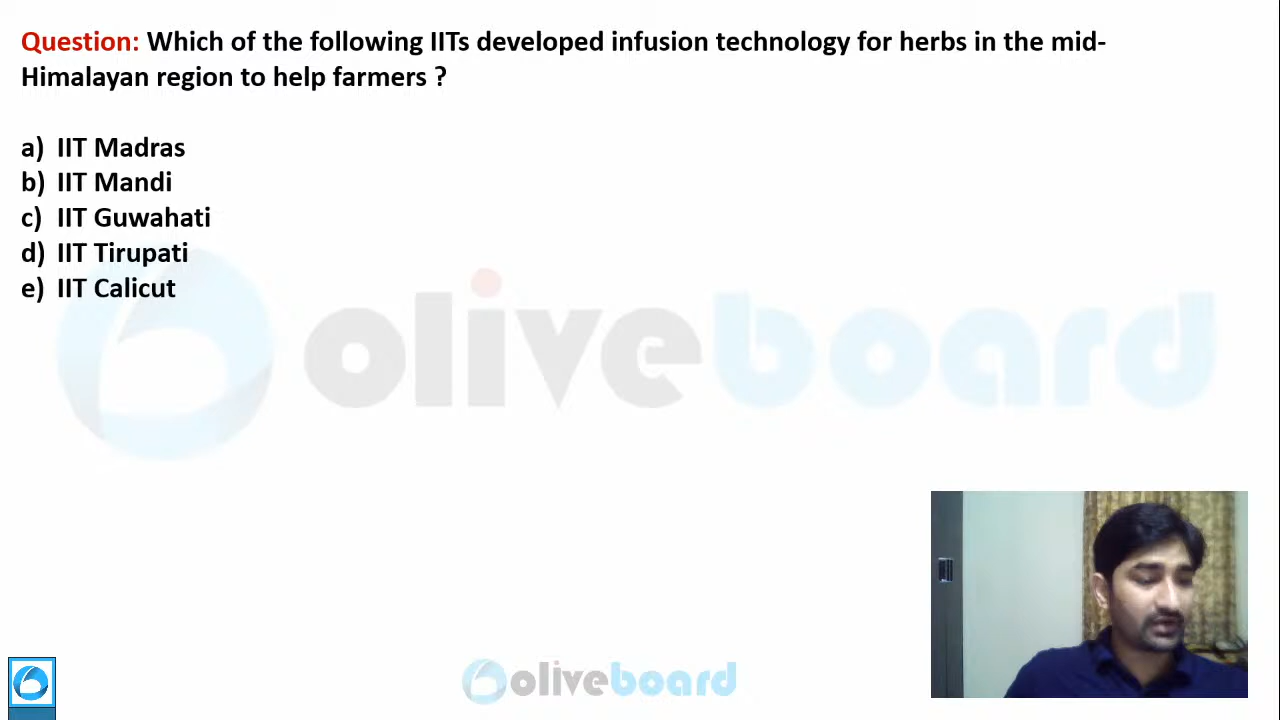 Question: Which of the following IITs developed infusion technology for herbs in the mid-
Himalayan region to help farmers ?
a) IIT Madras
b) IIT Mandi
c) IIT Guwahati
d) IIT Tirupati
e) IIT Calicut
oliveboard
oliveboard